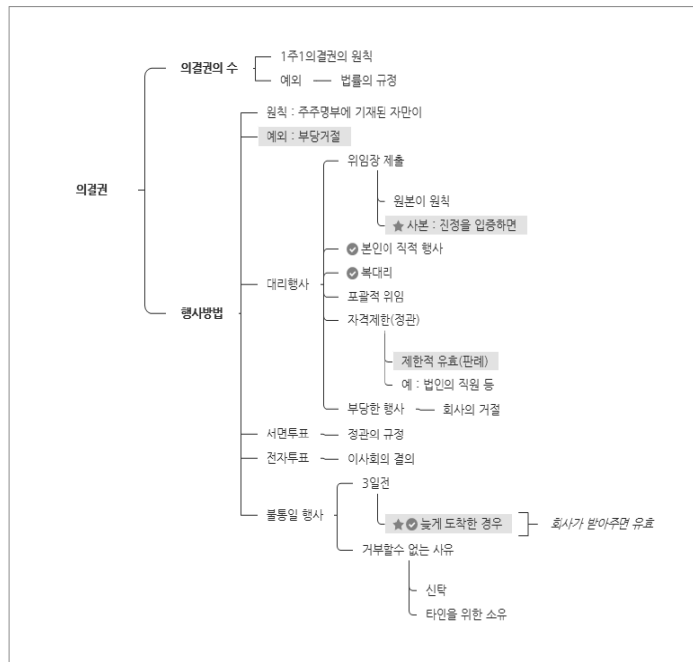 1주1의결권의 원칙
의결권의 수
예외
법률의 규정
원칙 : 주주명부에 기재된 자만이
예외 : 부당거절
위임장 제출
의결권
원본이 원칙
사본 : 진정을 입증하면
본인이 직적 행사
복대리
대리행사
포괄적 위임
행사방법
자격제한(정관)
제한적 유효(판례)
예 : 법인의 직원 등
부당한 행사
회사의 거절
서면투표
정관의 규정
전자투표
이사회의 결의
3일전
불통일 행사
늦게 도착한 경우
회사가 받아주면 유효
거부할수 없는 사유
신탁
타인을 위한 소유